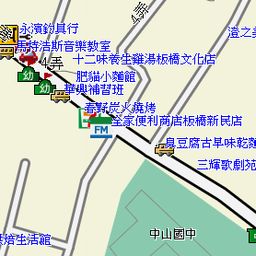 永濱釣具行
澄之美
馬特洁斯音樂教室
4弄
十二味養生雞湯板橋文化店
4弄
肥貓小麵館
幼
幼
華興補習班
春野炭火燒烤
全家便利商店板橋新民店
FM
臭豆腐古早味乾麵
三輝歌劇苑
中山國中
生活館